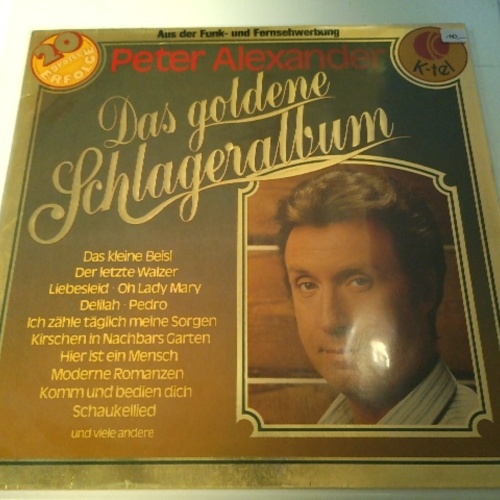 Aus der Funk- und Fernsehwerbung
20
ERFOLGE
Peter Alexander
K-tel
Das goldene
Schlageralbum
Das kleine Beisl
Der letzte Walzer
Liebesleid · Oh Lady Mary
Delilah · Pedro
Ich zähle täglich meine Sorgen
Kirschen in Nachbars Garten
Hier ist ein Mensch
Moderne Romanzen
Komm und bedien dich
Schaukellied
und viele andere